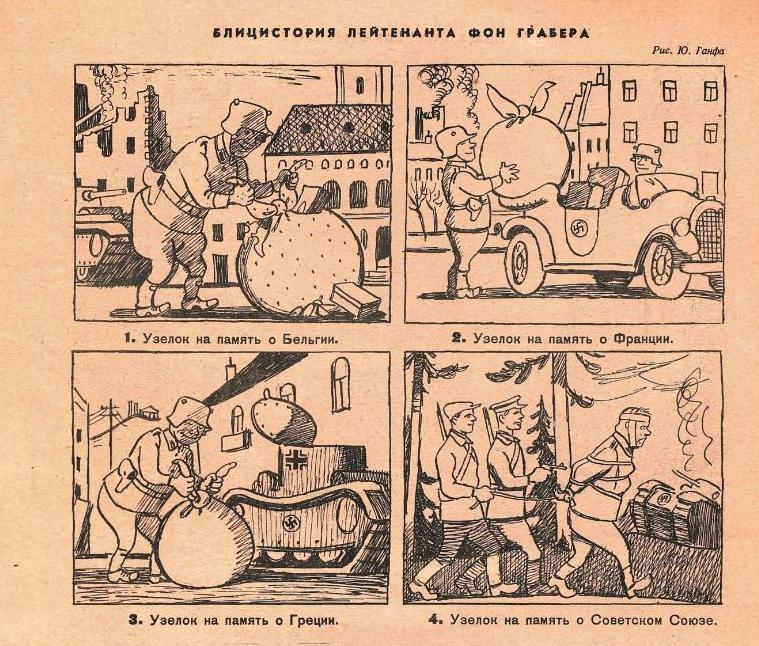 БЛИЦИСТОРИЯ ЛЕЙТЕНАНТА ФОН ГРАБЕРА
Рис. Ю. Ганфа
1. Узелок на память о Бельгии.
2. Узелок на память о Франции.
3. Узелок на память о Греции.
4. Узелок на память о Советском Союзе.